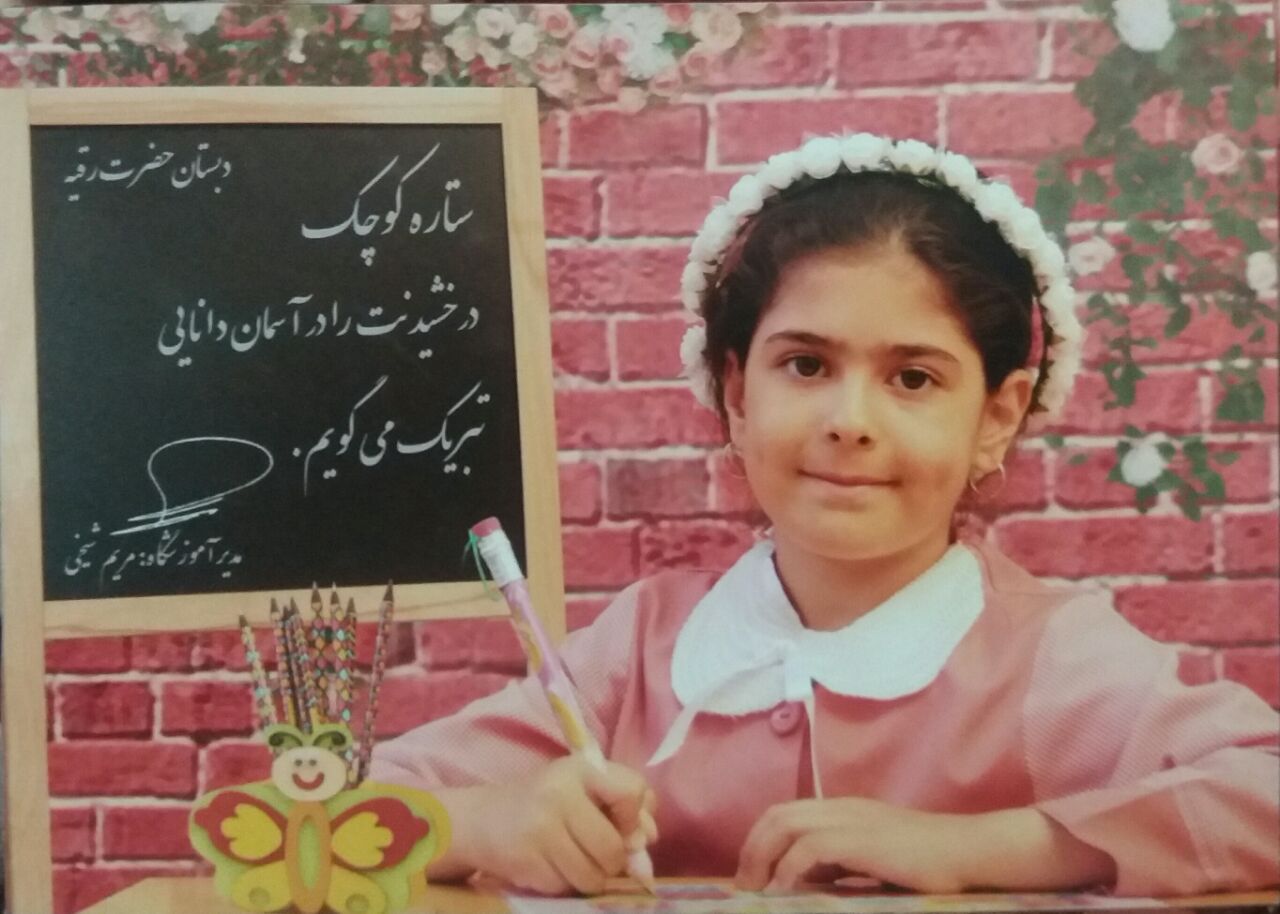 دبستان حضرت رقیه
ستاره کوچک
درخشیدنت را در آسمان دانایی
تبریک می گویم.
مدیر آموزشگاه: مریم شیخی